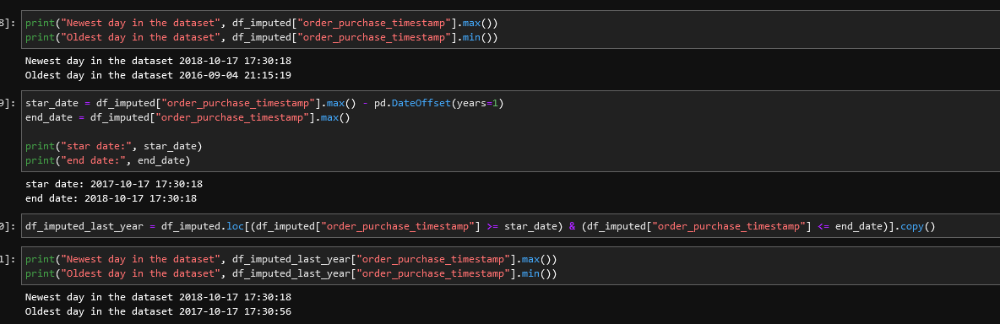 8]: print("Newest day in the dataset", df_imputed["order_purchase_timestamp"].max())
print("Oldest day in the dataset", df_imputed["order_purchase_timestamp"].min())
Newest day in the dataset 2018-10-17 17:30:18
Oldest day in the dataset 2016-09-04 21:15:19
9]: star_date = df_imputed["order_purchase_timestamp"].max() - pd.DateOffset(years=1)
end_date = df_imputed["order_purchase_timestamp"].max()
print("star date:", star_date)
print("end date:", end_date)
star date: 2017-10-17 17:30:18
end date: 2018-10-17 17:30:18
0]: df_imputed_last_year = df_imputed.loc[(df_imputed["order_purchase_timestamp"] >= star_date) & (df_imputed["order_purchase_timestamp"] <= end_date)].copy()
1]: print("Newest day in the dataset", df_imputed_last_year["order_purchase_timestamp"].max())
print("Oldest day in the dataset", df_imputed_last_year["order_purchase_timestamp"].min())
Newest day in the dataset 2018-10-17 17:30:18
Oldest day in the dataset 2017-10-17 17:30:56